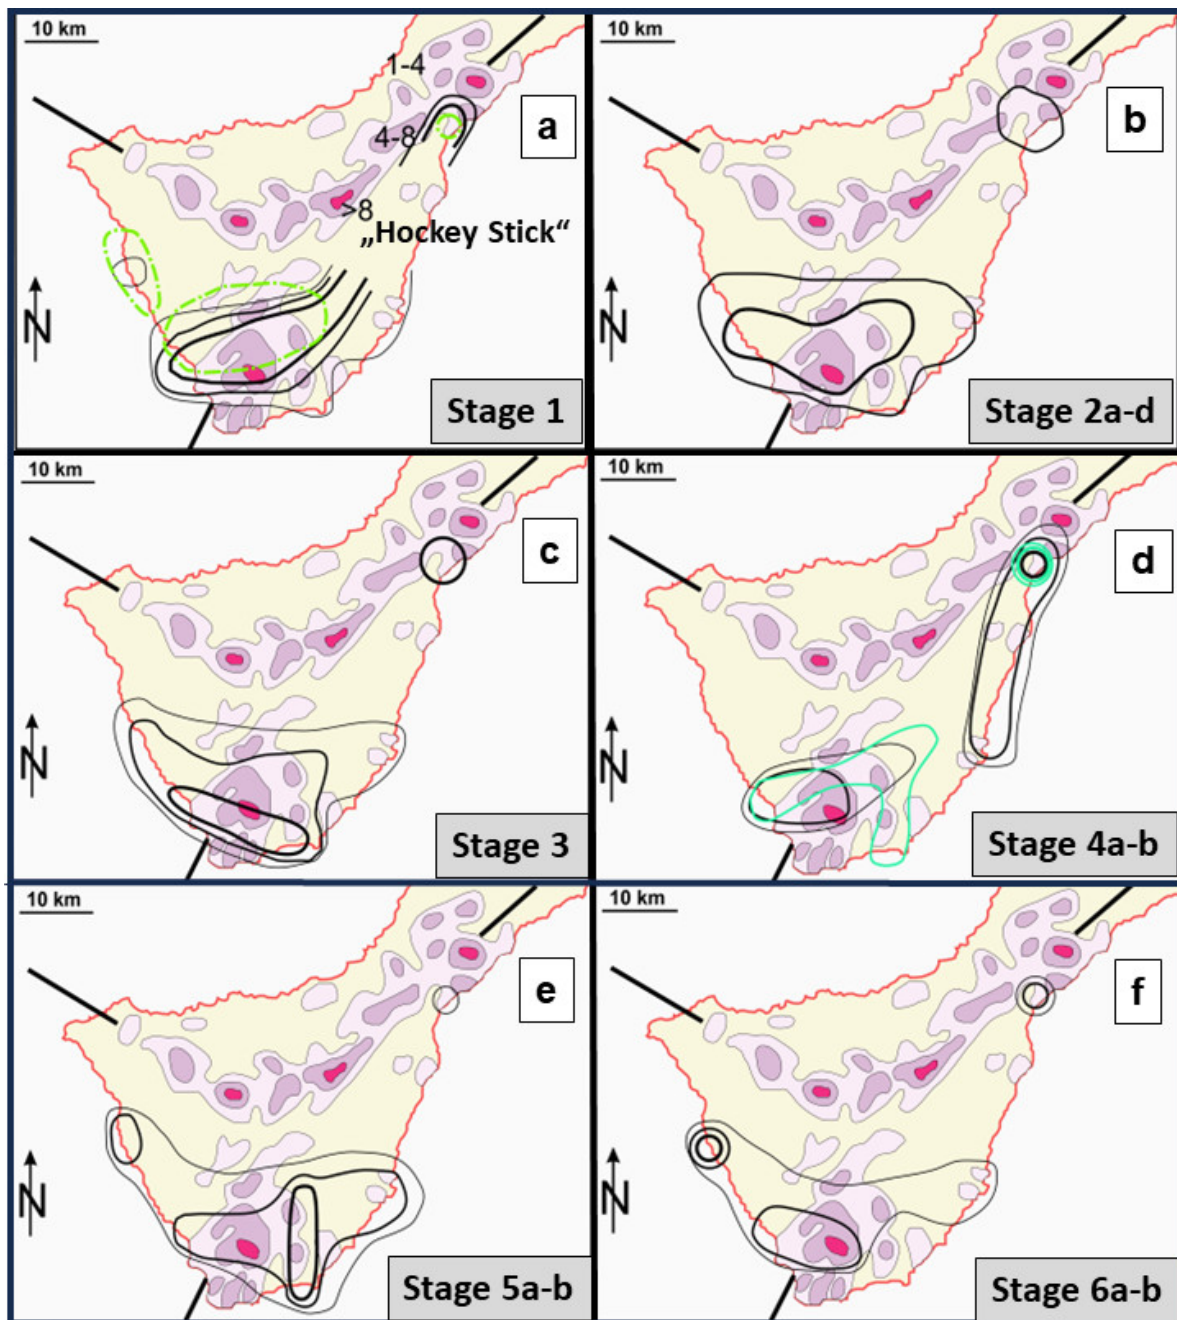 10 km
1-4
a
4-8
>8
„Hockey Stick“
N
Stage 1
10 km
b
N
Stage 2a-d
10 km
c
N
Stage 3
10 km
d
N
Stage 4a-b
10 km
e
N
Stage 5a-b
10 km
f
N
Stage 6a-b